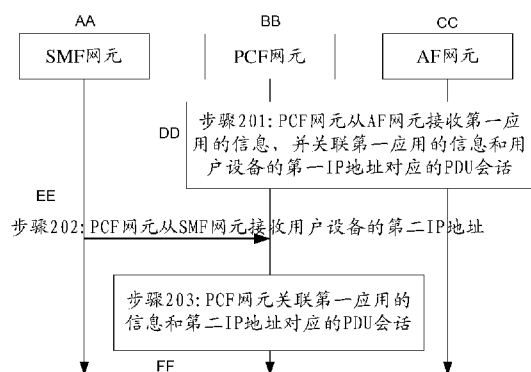 AA
BB
CC
SMF网元
PCF网元
AF网元
DD
步骤201:PCF网元从AF网元接收第一应
用的信息，并关联第一应用的信息和用
户设备的第一IP地址对应的PDU会话
EE
步骤202:PCF网元从SMF网元接收用户设备的第二IP地址
步骤203:PCF网元关联第一应用的
信息和第二IP地址对应的PDU会话
FF